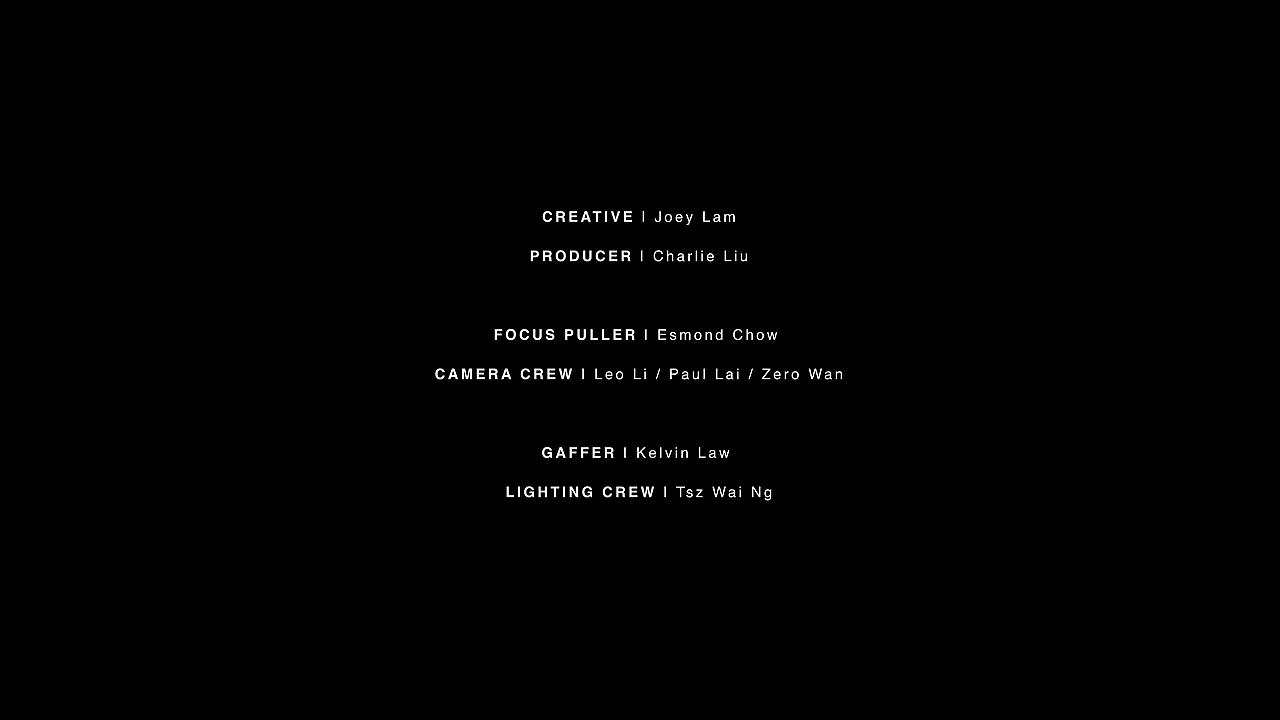 CREATIVE | Joey Lam
PRODUCER | Charlie Liu
FOCUS PULLER | Esmond Chow
CAMERA CREW | Leo Li / Paul Lai / Zero Wan
GAFFER | Kelvin Law
LIGHTING CREW | Tsz Wai Ng